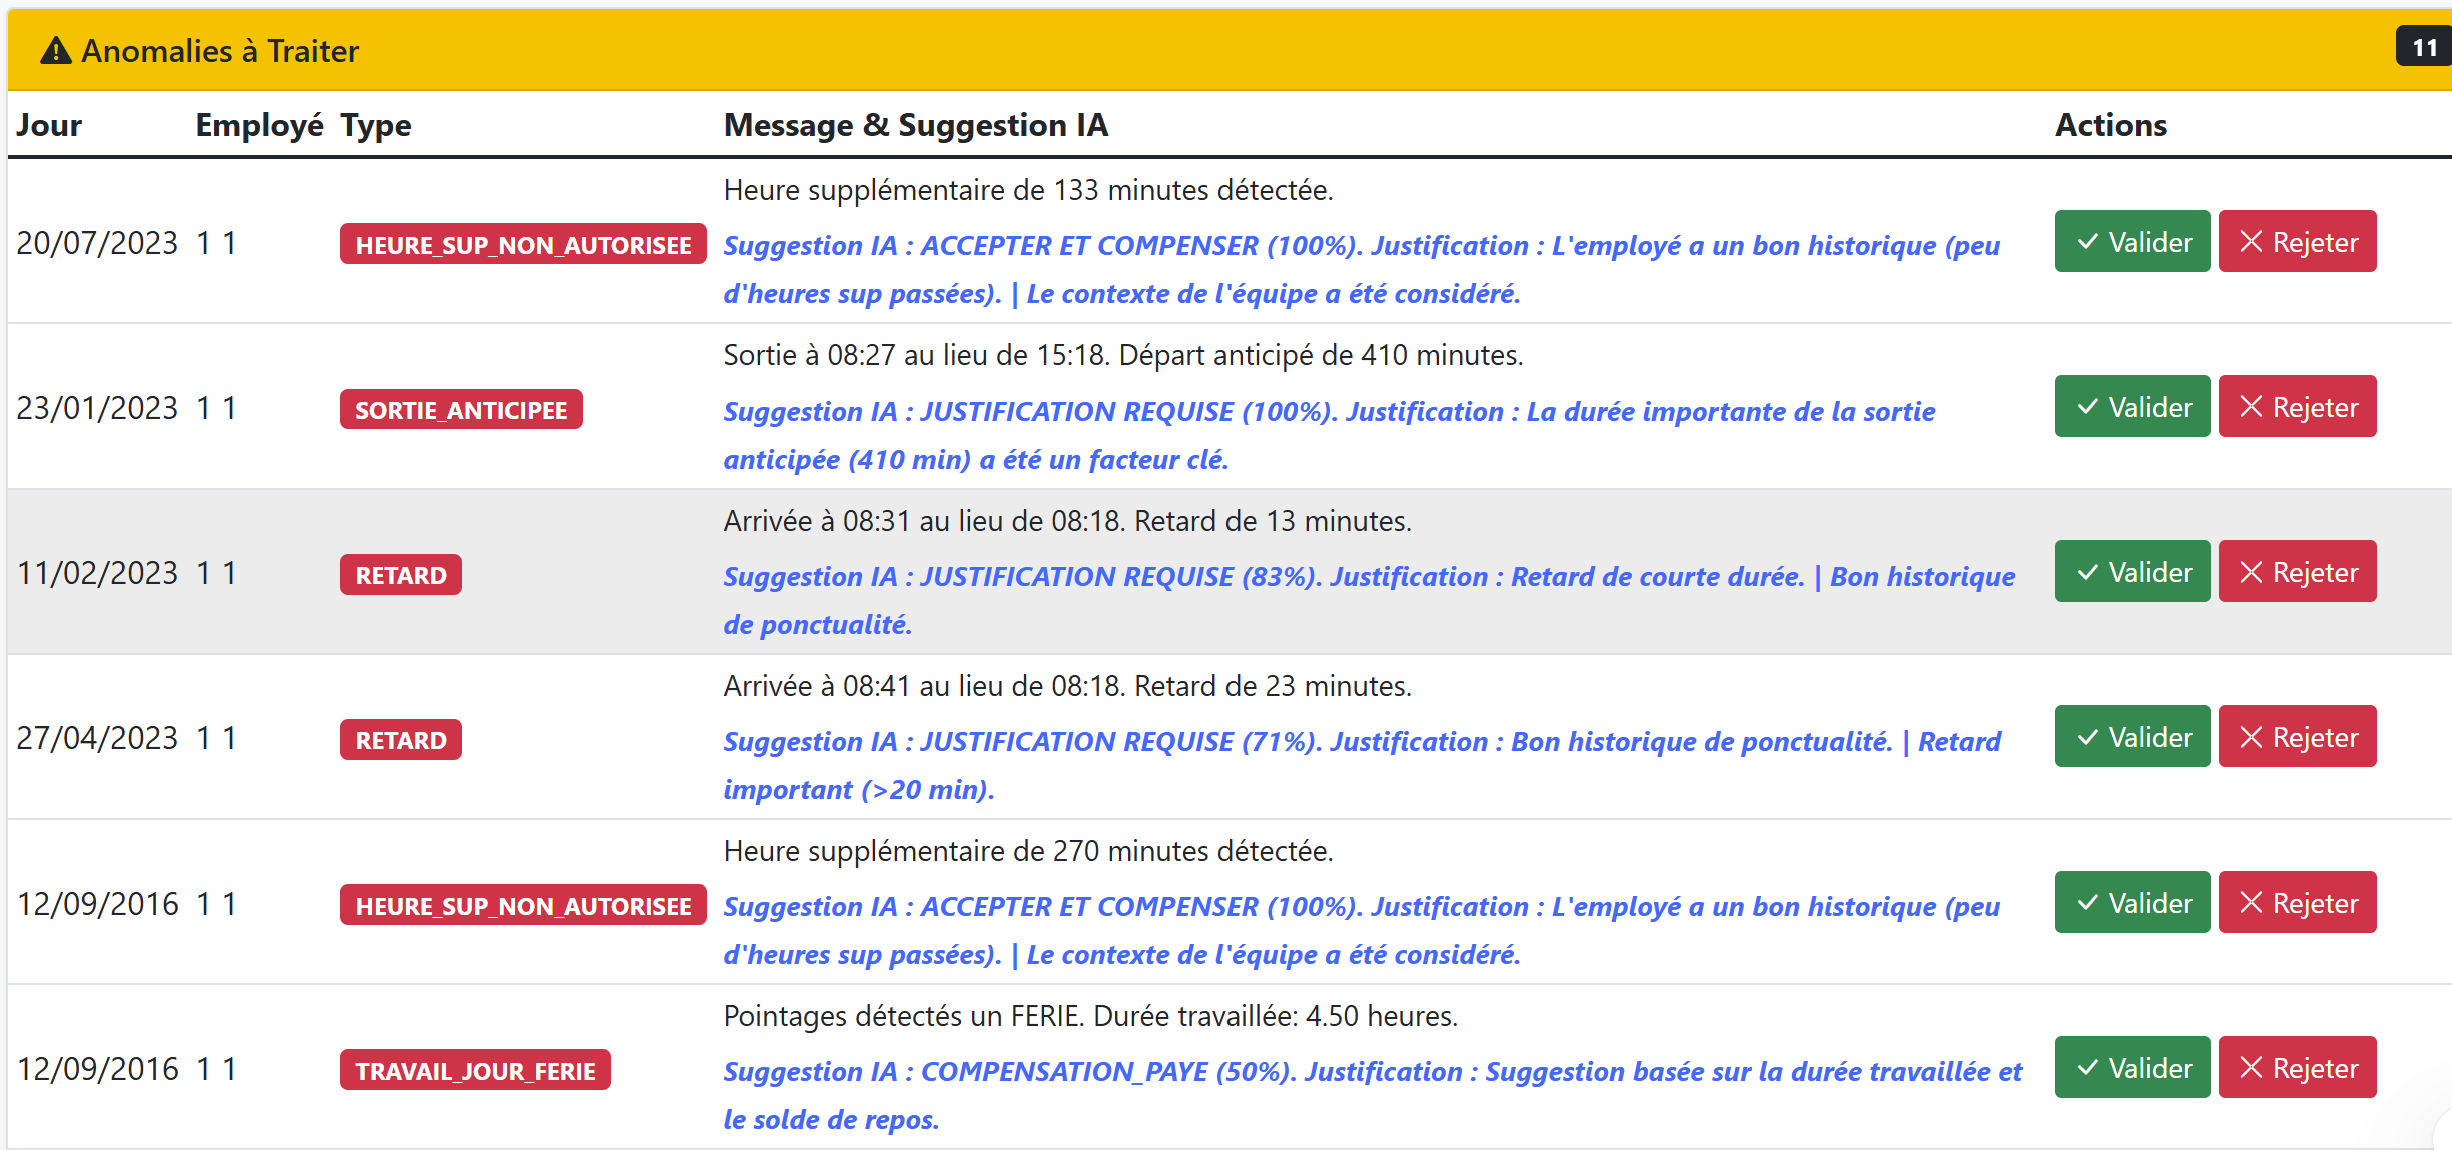 Anomalies à Traiter 11
Jour Employé Type Message & Suggestion IA Actions
Heure supplémentaire de 133 minutes détectée.
20/07/2023 1 1 HEURE_SUP_NON_AUTORISEE Suggestion IA : ACCEPTER ET COMPENSER (100%). Justification : L'employé a un bon historique (peu Valider Rejeter
d'heures sup passées). | Le contexte de l'équipe a été considéré.
Sortie à 08:27 au lieu de 15:18. Départ anticipé de 410 minutes.
23/01/2023 1 1 SORTIE_ANTICIPEE Suggestion IA : JUSTIFICATION REQUISE (100%). Justification : La durée importante de la sortie Valider Rejeter
anticipée (410 min) a été un facteur clé.
Arrivée à 08:31 au lieu de 08:18. Retard de 13 minutes.
11/02/2023 1 1 RETARD Suggestion IA : JUSTIFICATION REQUISE (83%). Justification : Retard de courte durée. | Bon historique Valider Rejeter
de ponctualité.
Arrivée à 08:41 au lieu de 08:18. Retard de 23 minutes.
27/04/2023 1 1 RETARD Suggestion IA : JUSTIFICATION REQUISE (71%). Justification : Bon historique de ponctualité. | Retard Valider Rejeter
important (>20 min).
Heure supplémentaire de 270 minutes détectée.
12/09/2016 1 1 HEURE_SUP_NON_AUTORISEE Suggestion IA : ACCEPTER ET COMPENSER (100%). Justification : L'employé a un bon historique (peu Valider Rejeter
d'heures sup passées). | Le contexte de l'équipe a été considéré.
Pointages détectés un FERIE. Durée travaillée: 4.50 heures.
12/09/2016 1 1 TRAVAIL_JOUR_FERIE Suggestion IA : COMPENSATION_PAYE (50%). Justification : Suggestion basée sur la durée travaillée et Valider Rejeter
le solde de repos.